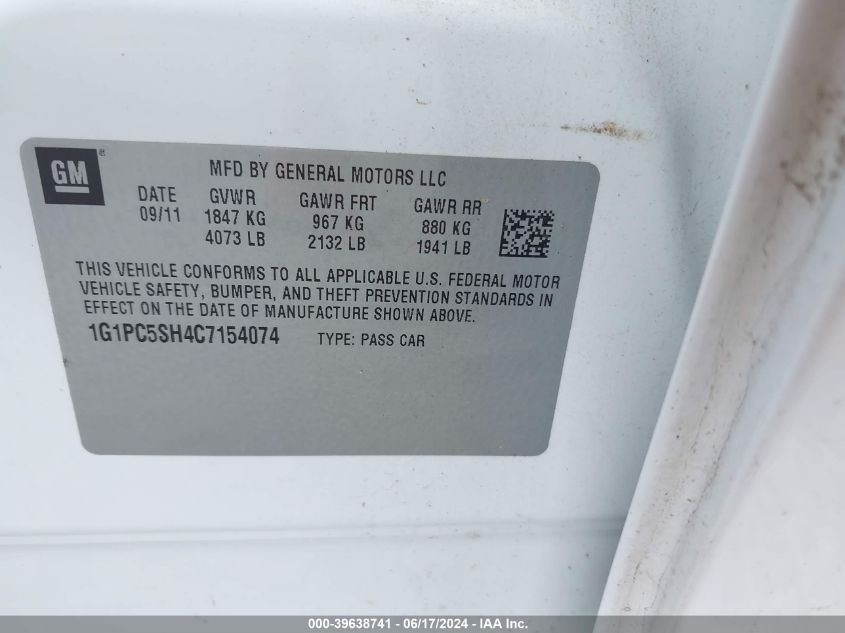 GM ®
MFD BY GENERAL MOTORS LLC
DATE GVWR GAWR FRT GAWR RR
09/11 1847 KG 967 KG 880 KG
4073 LB 2132 LB 1941 LB
THIS VEHICLE CONFORMS TO ALL APPLICABLE U.S. FEDERAL MOTOR
VEHICLE SAFETY, BUMPER, AND THEFT PREVENTION STANDARDS IN
EFFECT ON THE DATE OF MANUFACTURE SHOWN ABOVE.
1G1PC5SH4C7154074 TYPE: PASS CAR
000-39638741 - 06/17/2024 - IAA Inc.